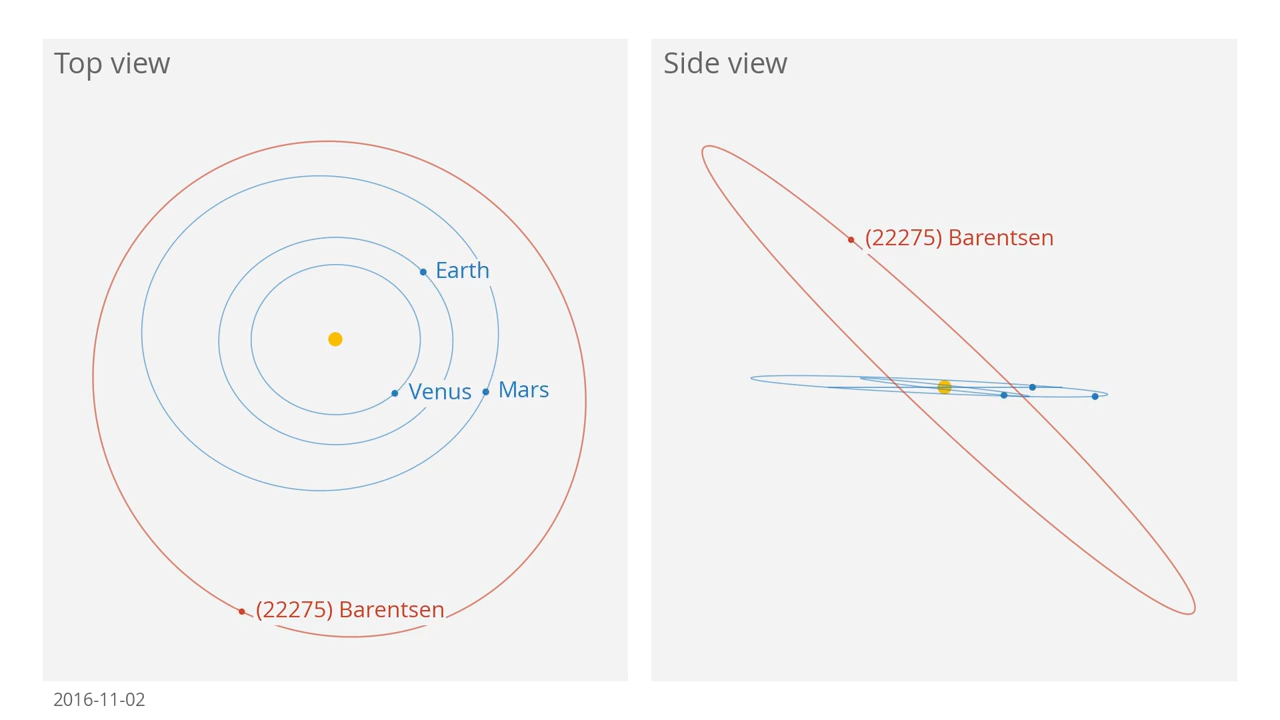 Top view
Earth
Venus
Mars
(22275) Barentsen
Side view
(22275) Barentsen
2016-11-02